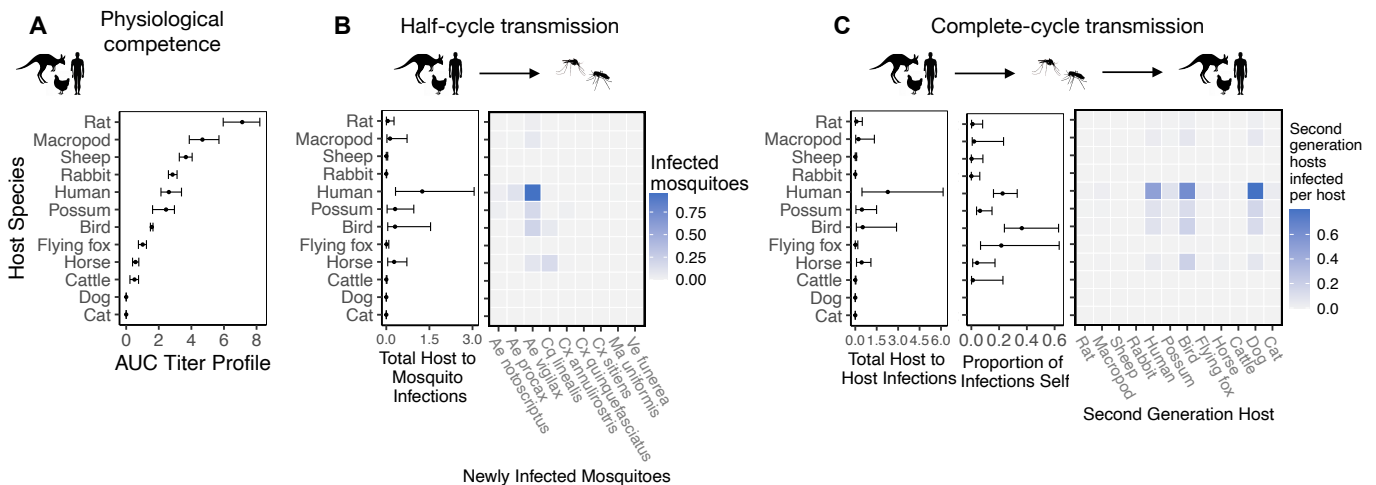 A
Physiological
competence
Host Species
Rat
Macropod
Sheep
Rabbit
Human
Possum
Bird
Flying fox
Horse
Cattle
Dog
Cat
0 2 4 6 8
AUC Titer Profile
B
Half-cycle transmission
Rat
Macropod
Sheep
Rabbit
Human
Possum
Bird
Flying fox
Horse
Cattle
Dog
Cat
0.0 1.5 3.0
Total Host to
Mosquito
Infections
Ae notoscriptus
Ae procax
Ae vigilax
Cq linealis
Cx annulirostris
Cx quinquefasciatus
Cx sitiens
Ma uniformis
Ve funerea
Newly Infected Mosquitoes
Infected
mosquitoes
0.75
0.50
0.25
0.00
C
Complete-cycle transmission
Rat
Macropod
Sheep
Rabbit
Human
Possum
Bird
Flying fox
Horse
Cattle
Dog
Cat
0.0 1.5 3.0 4.5 6.0
Total Host to
Host Infections
0.0 0.2 0.4 0.6
Proportion of
Infections Self
Rat
Macropod
Sheep
Rabbit
Human
Possum
Bird
Flying fox
Horse
Cattle
Dog
Cat
Second Generation Host
Second
generation
hosts
infected
per host
0.6
0.4
0.2
0.0